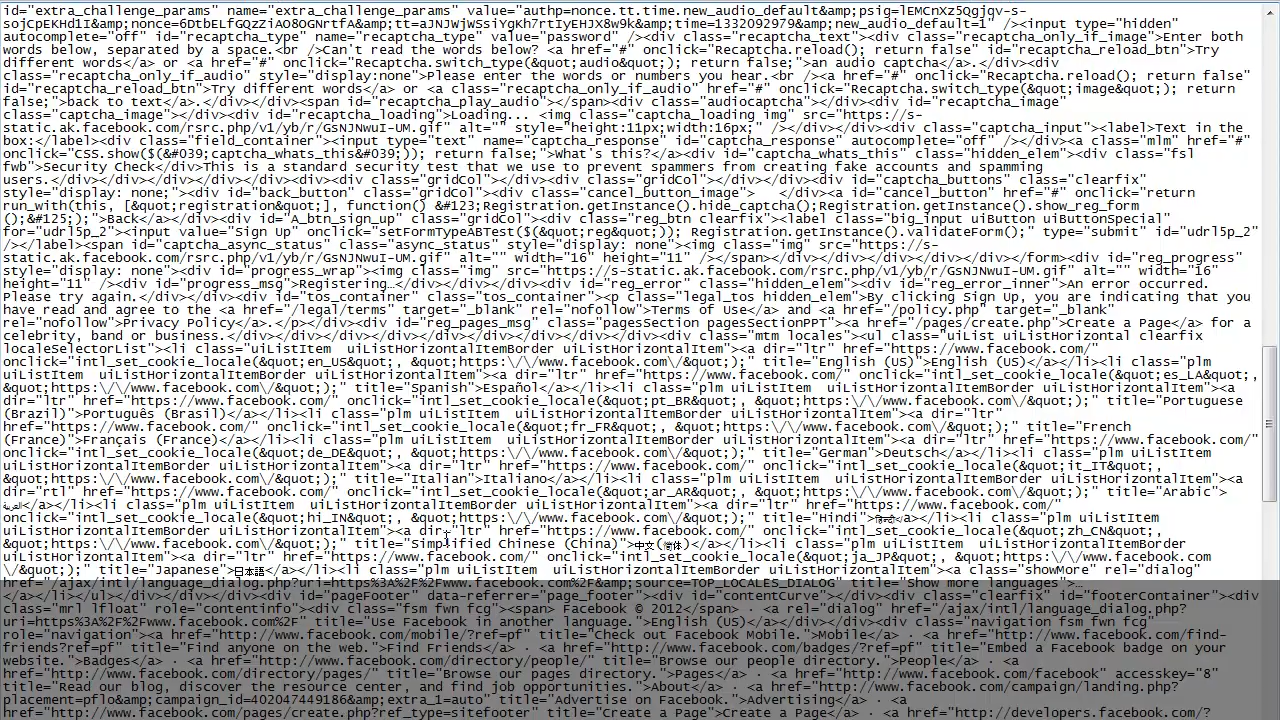 id="extra_challenge_params" name="extra_challenge_params" value="authp=nonce.tt.time.new_audio_default&amp;psig=lEMCnXz5Qgjqv-s-
sojcpEKHd1I&amp;nonce=6DtbELfGQzziAO8OGNrtfA&amp;tt=aJNJWjWSsiYgKh7rtIyEHJX8w9k&amp;time=1332092979&amp;new_audio_default=1" /><input type="hidden"
autocomplete="off" id="recaptcha_type" name="recaptcha_type" value="password" /><div class="recaptcha_text"><div class="recaptcha_only_if_image">Enter both
words below, separated by a space.<br />Can't read the words below? <a href="#" onclick="Recaptcha.reload(); return false" id="recaptcha_reload_btn">Try
different words</a> or <a href="#" onclick="Recaptcha.switch_type(&quot;audio&quot;); return false;">an audio captcha</a>.</div><div
class="recaptcha_only_if_audio" style="display:none">Please enter the words or numbers you hear.<br /><a href="#" onclick="Recaptcha.reload(); return false"
id="recaptcha_reload_btn">Try different words</a> or <a class="recaptcha_only_if_audio" href="#" onclick="Recaptcha.switch_type(&quot;image&quot;); return
false;">back to text</a>.</div></div><span id="recaptcha_play_audio"></span><div class="audiocaptcha"></div><div id="recaptcha_image"
class="captcha_image"></div><div id="recaptcha_loading">Loading... <img class="captcha_loading img" src="https://s-
static.ak.facebook.com/rsrc.php/v1/yb/r/GsNJNwuI-UM.gif" alt="" style="height:11px;width:16px;" /></div></div><div class="captcha_input"><label>Text in the
box:</label><div class="field_container"><input type="text" name="captcha_response" id="captcha_response" autocomplete="off" /><a class="mlm" href="#"
onclick="CSS.show($(&#039;captcha_whats_this&#039;)); return false;">What's this?</a><div id="captcha_whats_this" class="hidden_elem"><div class="fsl
fwb">Security Check</div>This is a standard security test that we use to prevent spammers from creating fake accounts and spamming
users.</div></div></div></div><div class="gridCol"><div class="gridCol"></div></div></div><div id="captcha_buttons" class="clearfix"
style="display: none;"><div id="back_button" class="gridCol"><div class="cancel_button_image">    </div><a id="cancel_button" href="#" onclick="return
run_with(this, [&quot;registration&quot;], function() &#123;Registration.getInstance().hide_captcha();Registration.getInstance().show_reg_form
();&#125;);">Back</a></div><div id="A_btn_sign_up" class="gridCol"><div class="reg_btn clearfix"><label class="big_input uiButton uiButtonSpecial"
for="udrl5p_2"><input value="Sign Up" onclick="setFormTypeABTest($(&quot;reg&quot;)); Registration.getInstance().validateForm();" type="submit" id="udrl5p_2"
/></label><span id="captcha_async_status" class="async_status" style="display: none"><img class="img" src="https://s-
static.ak.facebook.com/rsrc.php/v1/yb/r/GsNJNwuI-UM.gif" alt="" width="16" height="11" /></span></div></div></div></form><div id="reg_progress"
style="display: none"><div id="progress_wrap"><img class="img" src="https://s-static.ak.facebook.com/rsrc.php/v1/yb/r/GsNJNwuI-UM.gif" alt="" width="16"
height="11" /><div id="progress_msg">Registering…</div></div></div><div id="reg_error" class="hidden_elem"><div id="reg_error_inner">An error occurred.
Please try again.</div></div><div id="tos_container" class="tos_container"><p class="legal_tos hidden_elem">By clicking Sign Up, you are indicating that you
have read and agree to the <a href="/legal/terms" target="_blank" rel="nofollow">Terms of Use</a> and <a href="/policy.php" target="_blank"
rel="nofollow">Privacy Policy</a>.</p></div><div id="reg_pages_msg" class="pagesSection pagesSectionPPT"><a href="/pages/create.php">Create a Page</a> for a
celebrity, band or business.</div></div></div></div></div></div></div><div class="mtm locales"><ul class="uiList uiListHorizontal clearfix
localeSelectorList"><li class="uiListItem  uiListHorizontalItemBorder uiListHorizontalItem"><a dir="ltr" href="https://www.facebook.com/"
onclick="intl_set_cookie_locale(&quot;en_US&quot;, &quot;https:\/\/www.facebook.com\/&quot;);" title="English (US)">English (US)</a></li><li class="plm
uiListItem  uiListHorizontalItemBorder uiListHorizontalItem"><a dir="ltr" href="https://www.facebook.com/" onclick="intl_set_cookie_locale(&quot;es_LA&quot;,
&quot;https:\/\/www.facebook.com\/&quot;);" title="Spanish">Español</a></li><li class="plm uiListItem  uiListHorizontalItemBorder uiListHorizontalItem"><a
dir="ltr" href="https://www.facebook.com/" onclick="intl_set_cookie_locale(&quot;pt_BR&quot;, &quot;https:\/\/www.facebook.com\/&quot;);" title="Portuguese
(Brazil)">Português (Brasil)</a></li><li class="plm uiListItem  uiListHorizontalItemBorder uiListHorizontalItem"><a dir="ltr"
href="https://www.facebook.com/" onclick="intl_set_cookie_locale(&quot;fr_FR&quot;, &quot;https:\/\/www.facebook.com\/&quot;);" title="French
(France)">Français (France)</a></li><li class="plm uiListItem  uiListHorizontalItemBorder uiListHorizontalItem"><a dir="ltr" href="https://www.facebook.com/"
onclick="intl_set_cookie_locale(&quot;de_DE&quot;, &quot;https:\/\/www.facebook.com\/&quot;);" title="German">Deutsch</a></li><li class="plm uiListItem
uiListHorizontalItemBorder uiListHorizontalItem"><a dir="ltr" href="https://www.facebook.com/" onclick="intl_set_cookie_locale(&quot;it_IT&quot;,
&quot;https:\/\/www.facebook.com\/&quot;);" title="Italian">Italiano</a></li><li class="plm uiListItem  uiListHorizontalItemBorder uiListHorizontalItem"><a
dir="rtl" href="https://www.facebook.com/" onclick="intl_set_cookie_locale(&quot;ar_AR&quot;, &quot;https:\/\/www.facebook.com\/&quot;);" title="Arabic">
العربية</a></li><li class="plm uiListItem  uiListHorizontalItemBorder uiListHorizontalItem"><a dir="ltr" href="https://www.facebook.com/"
onclick="intl_set_cookie_locale(&quot;hi_IN&quot;, &quot;https:\/\/www.facebook.com\/&quot;);" title="Hindi">हिन्दी</a></li><li class="plm uiListItem
uiListHorizontalItemBorder uiListHorizontalItem"><a dir="ltr" href="https://www.facebook.com/" onclick="intl_set_cookie_locale(&quot;zh_CN&quot;,
&quot;https:\/\/www.facebook.com\/&quot;);" title="Simplified Chinese (China)">中文(简体)</a></li><li class="plm uiListItem  uiListHorizontalItemBorder
uiListHorizontalItem"><a dir="ltr" href="https://www.facebook.com/" onclick="intl_set_cookie_locale(&quot;ja_JP&quot;, &quot;https:\/\/www.facebook.com
\/&quot;);" title="Japanese">日本語</a></li><li class="plm uiListItem  uiListHorizontalItemBorder uiListHorizontalItem"><a class="showMore" rel="dialog"
href="/ajax/intl/language_dialog.php?uri=https%3A%2F%2Fwww.facebook.com%2F&amp;source=TOP_LOCALES_DIALOG" title="Show more languages">…
</a></li></ul></div></div><div id="pageFooter" data-referrer="page_footer"><div id="contentCurve"></div><div class="clearfix" id="footerContainer"><div
class="mrl lfloat" role="contentinfo"><div class="fsm fwn fcg"><span> Facebook © 2012</span> · <a rel="dialog" href="/ajax/intl/language_dialog.php?
uri=https%3A%2F%2Fwww.facebook.com%2F" title="Use Facebook in another language.">English (US)</a></div></div><div class="navigation fsm fwn fcg"
role="navigation"><a href="http://www.facebook.com/mobile/?ref=pf" title="Check out Facebook Mobile.">Mobile</a> · <a href="http://www.facebook.com/find-
friends?ref=pf" title="Find anyone on the web.">Find Friends</a> · <a href="http://www.facebook.com/badges/?ref=pf" title="Embed a Facebook badge on your
website.">Badges</a> · <a href="http://www.facebook.com/directory/people/" title="Browse our people directory.">People</a> · <a
href="http://www.facebook.com/directory/pages/" title="Browse our pages directory.">Pages</a> · <a href="http://www.facebook.com/facebook" accesskey="8"
title="Read our blog, discover the resource center, and find job opportunities.">About</a> · <a href="http://www.facebook.com/campaign/landing.php?
placement=pflo&amp;campaign_id=402047449186&amp;extra_1=auto" title="Advertise on Facebook.">Advertising</a> · <a
href="http://www.facebook.com/pages/create.php?ref_type=sitefooter" title="Create a Page">Create a Page</a> · <a href="http://developers.facebook.com/?